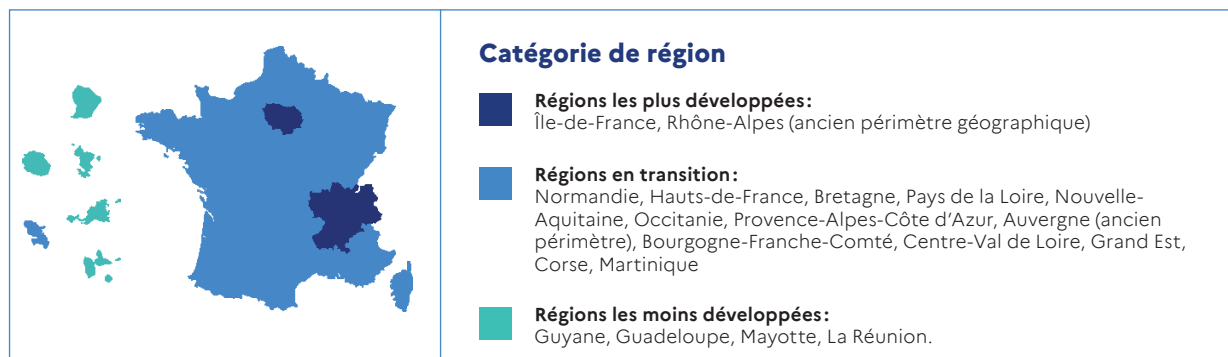 Catégorie de région
Régions les plus développées:
Île-de-France, Rhône-Alpes (ancien périmètre géographique)
Régions en transition:
Normandie, Hauts-de-France, Bretagne, Pays de la Loire, Nouvelle-
Aquitaine, Occitanie, Provence-Alpes-Côte d’Azur, Auvergne (ancien
périmètre), Bourgogne-Franche-Comté, Centre-Val de Loire, Grand Est,
Corse, Martinique
Régions les moins développées:
Guyane, Guadeloupe, Mayotte, La Réunion.